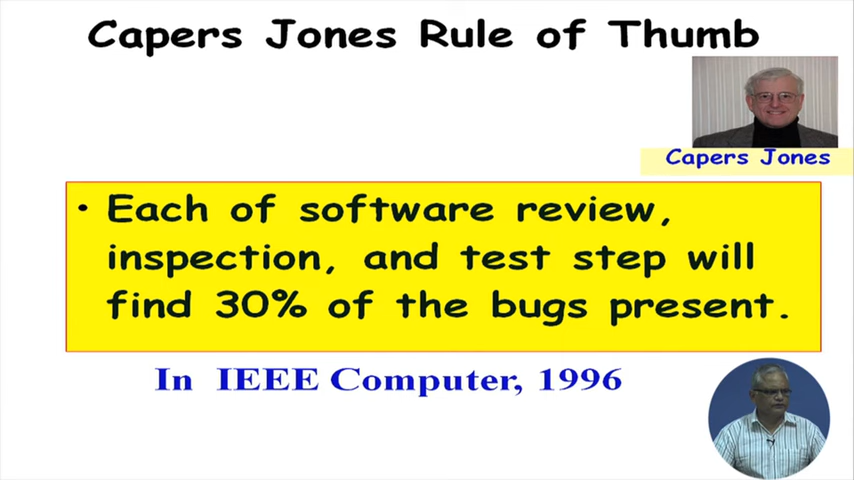 Capers Jones Rule of Thumb
Capers Jones
• Each of software review,
inspection, and test step will
find 30% of the bugs present.
In IEEE Computer, 1996